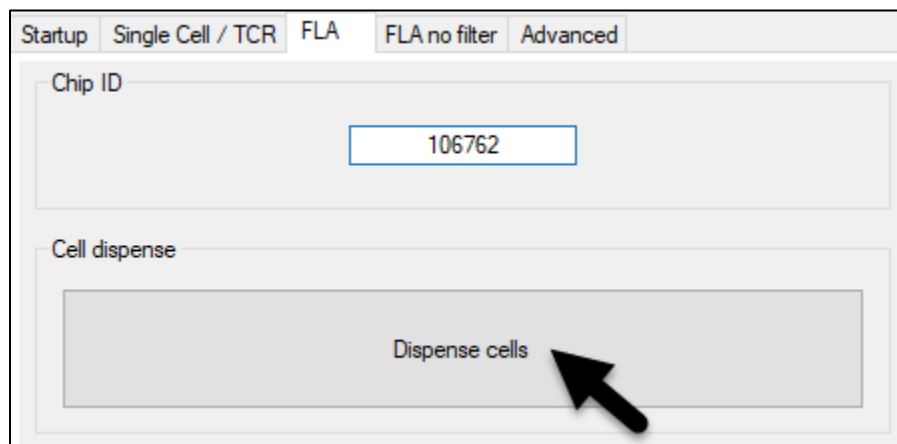 Startup Single Cell / TCR FLA FLA no filter Advanced
Chip ID
106762
Cell dispense
Dispense cells